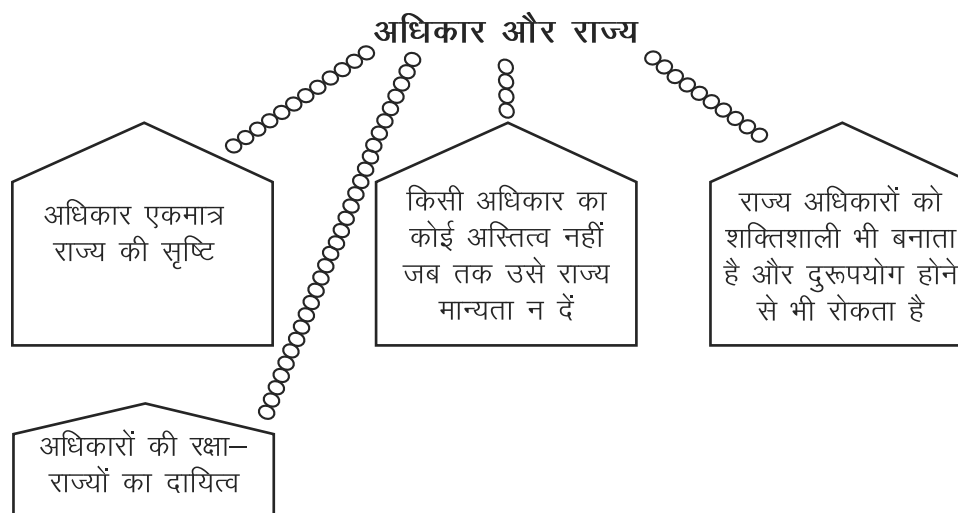 अधिकार और राज्य
अधिकार एकमात्र
राज्य की सृष्टि
किसी अधिकार का
कोई अस्तित्व नहीं
जब तक उसे राज्य
मान्यता न दें
राज्य अधिकारों को
शक्तिशाली भी बनाता
है और दुरूपयोग होने
से भी रोकता है
अधिकारों की रक्षा–
राज्यों का दायित्व